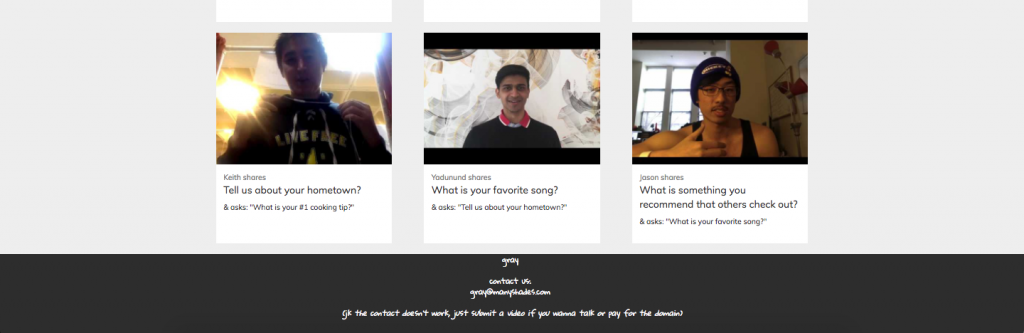 LIVE FREE
Keith shares
Tell us about your hometown?
& asks: "What is your #1 cooking tip?"
Yadunund shares
What is your favorite song?
& asks: "Tell us about your hometown?"
Jason shares
What is something you
recommend that others check out?
& asks: "What is your favorite song?"
gray
contact us:
gray@manyshades.com
(jk the contact doesn't work, just submit a video if you wanna talk or pay for the domain)